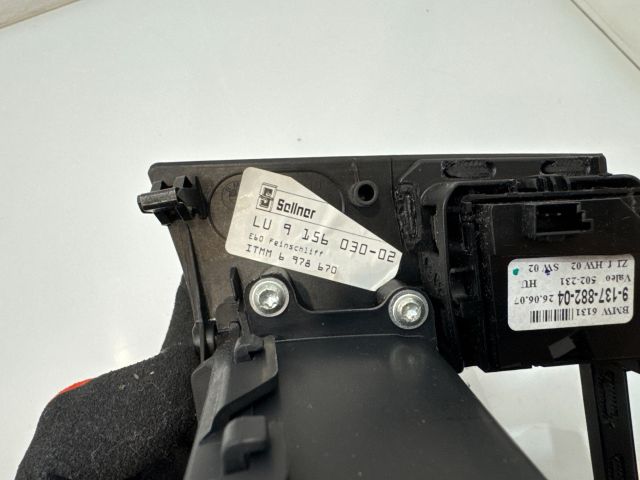 Sellner
LU 9 156 030-02
E60 Feinschliff
ITMM 6 978 670
BMW 6131
9-137-882-04
Valeo 502-231
ZI f HW 02 SW 02
26.06.07 HU